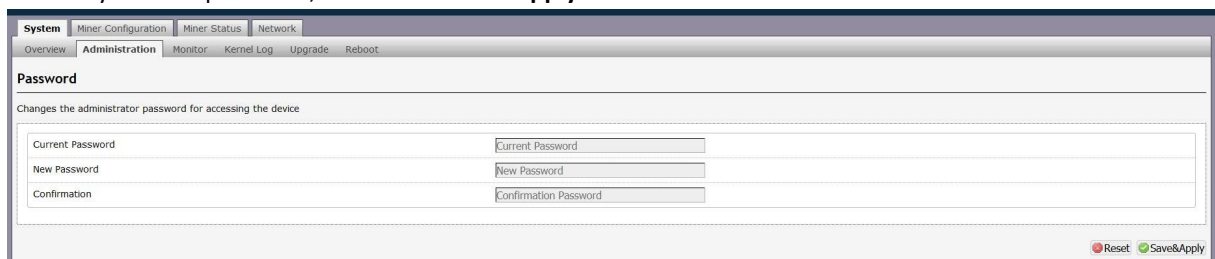 System Miner Configuration Miner Status Network
Overview Administration Monitor Kernel Log Upgrade Reboot
Password
Changes the administrator password for accessing the device
Current Password Current Password
New Password New Password
Confirmation Confirmation Password
Reset Save&Apply